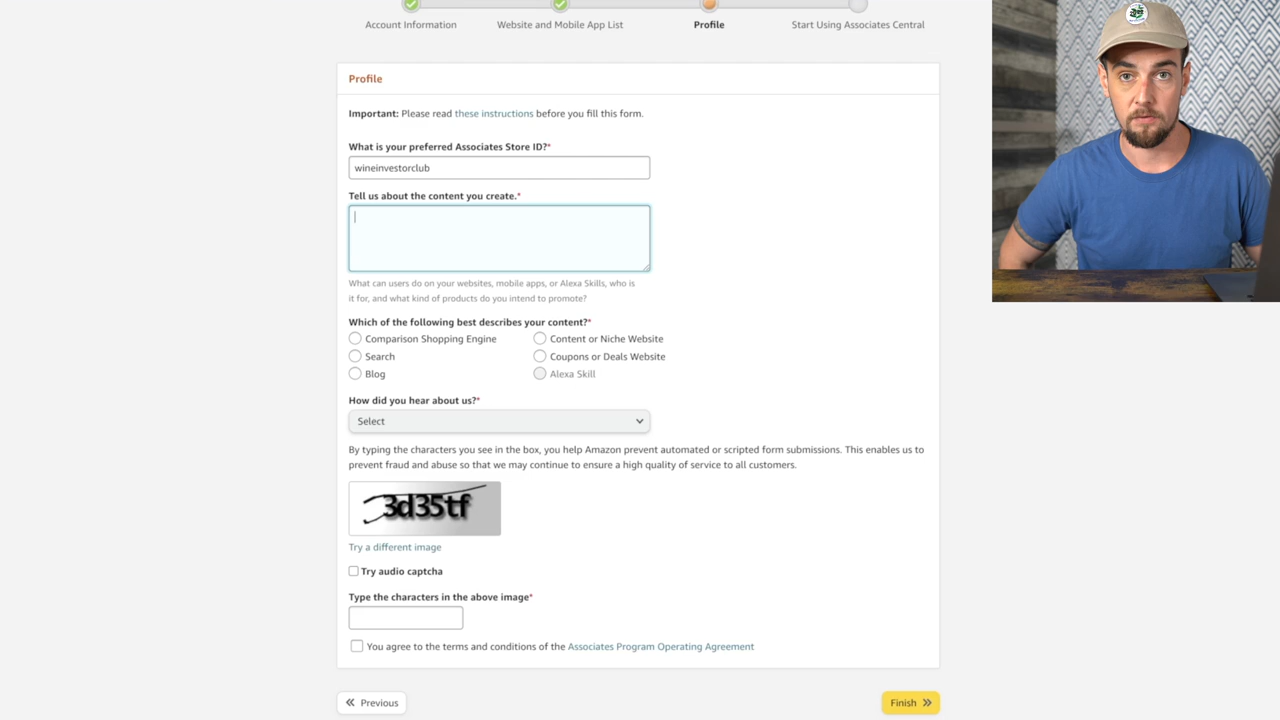 Account Information
Website and Mobile App List
Profile
Start Using Associates Central
Profile
Important: Please read these instructions before you fill this form.
What is your preferred Associates Store ID?*
wineinvestorclub
Tell us about the content you create.*
What can users do on your websites, mobile apps, or Alexa Skills, who is
it for, and what kind of products do you intend to promote?
Which of the following best describes your content?*
Comparison Shopping Engine
Content or Niche Website
Search
Coupons or Deals Website
Blog
Alexa Skill
How did you hear about us?*
Select
By typing the characters you see in the box, you help Amazon prevent automated or scripted form submissions. This enables us to
prevent fraud and abuse so that we may continue to ensure a high quality of service to all customers.
3d35tf
Try a different image
Try audio captcha
Type the characters in the above image*
You agree to the terms and conditions of the Associates Program Operating Agreement
Previous
Finish